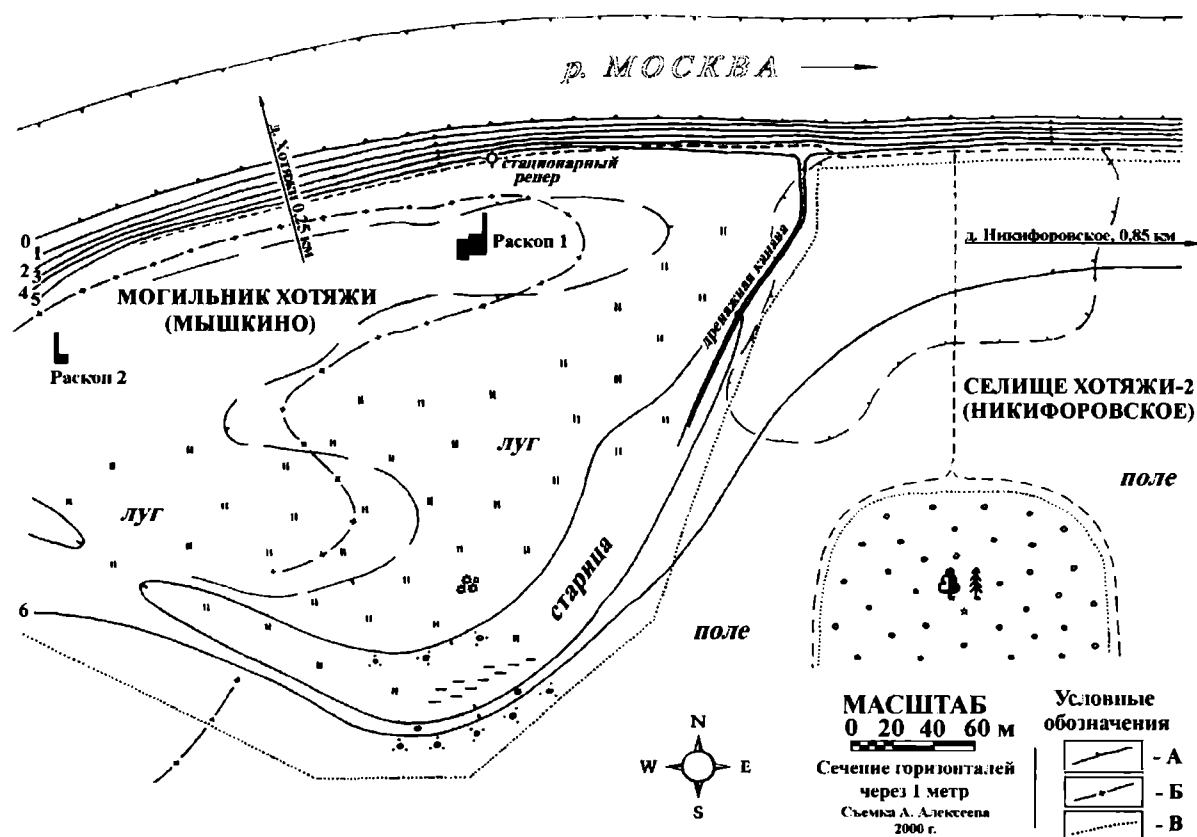 р. МОСКВА
д. Хотяжи 0,25 км
стационарный
репер
0
1
2
3
4
5
Раскоп 1
д. Никифоровское, 0,85 км
МОГИЛЬНИК ХОТЯЖИ
(МЫШКИНО)
дренажная канава
Раскоп 2
СЕЛИЩЕ ХОТЯЖИ-2
(НИКИФОРОВСКОЕ)
луг
поле
луг
старица
6
поле
МАСШТАБ
0 20 40 60 м
Сечение горизонталей
через 1 метр
Съемка А. Алексеева
2000 г.
N
W E
S
Условные
обозначения
- А
- Б
- В